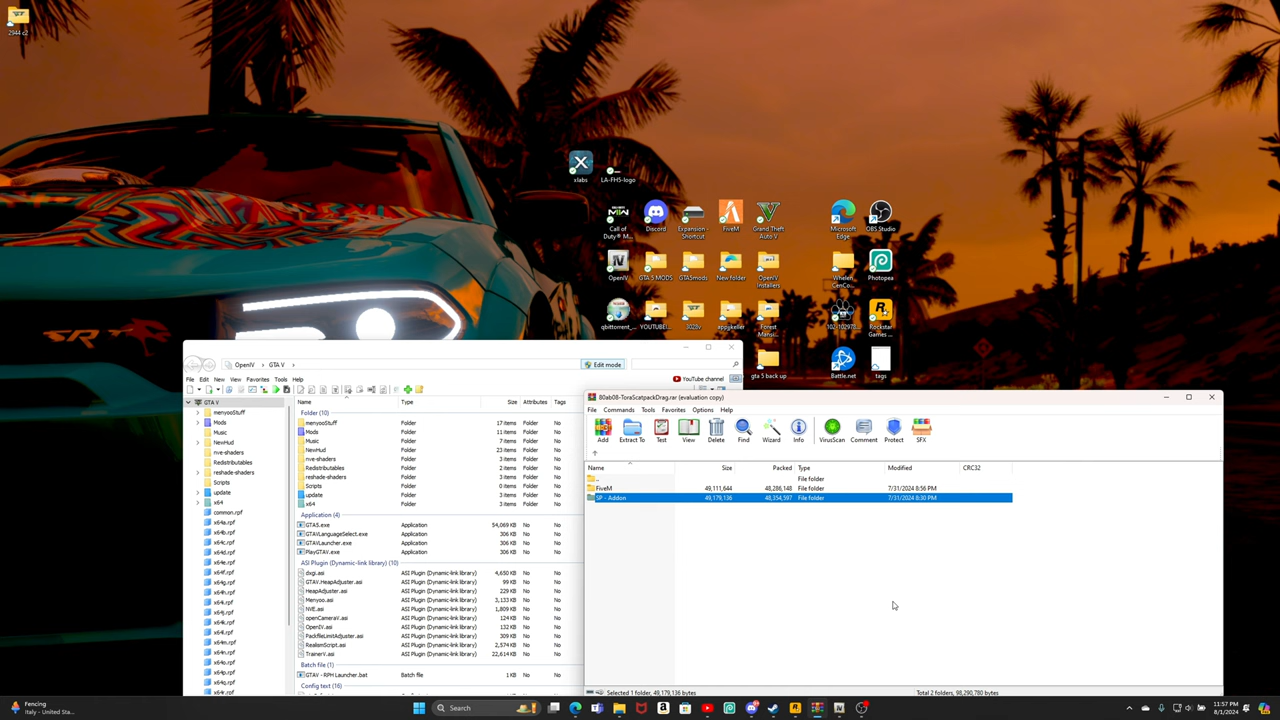 2944 c2
xlabs
LA-FH5-logo
Call of Duty® M...
Discord
Expansion - Shortcut
FiveM
Grand Theft Auto V
Microsoft Edge
OBS Studio
OpenIV
GTA 5 MODS
GTA5mods
New folder
OpenIV Installers
Whelen CenCo...
Photopea
qbittorrent_...
YOUTUBE...
3028v
Forest Mansi...
102-102978...
Rockstar Games ...
gta 5 back up
Battle.net
tags
OpenIV
GTA V
Edit mode
File Edit View Favorites Tools Help
YouTube channel
GTA V
menyooStuff
Mods
Music
NewHud
nve-shaders
Redistributables
reshade-shaders
Scripts
update
x64
common.rpf
x64a.rpf
x64b.rpf
x64c.rpf
x64d.rpf
x64e.rpf
x64f.rpf
x64g.rpf
x64h.rpf
x64i.rpf
x64j.rpf
x64k.rpf
x64l.rpf
x64m.rpf
x64n.rpf
x64o.rpf
x64p.rpf
x64q.rpf
x64r.rpf
Name Type Size Attributes Tags
Folder (10)
menyooStuff Folder 17 items Folder No
Mods Folder 11 items Folder No
Music Folder 7 items Folder No
NewHud Folder 23 items Folder No
nve-shaders Folder 3 items Folder No
Redistributables Folder 2 items Folder No
reshade-shaders Folder 3 items Folder No
Scripts Folder 0 items Folder No
update Folder 3 items Folder No
x64 Folder 3 items Folder No
Application (4)
GTA5.exe Application 54,069 KB No No
GTAVLanguageSelect.exe Application 306 KB No No
GTAVLauncher.exe Application 306 KB No No
PlayGTAV.exe Application 306 KB No No
ASI Plugin (Dynamic-link library) (10)
dxgi.asi ASI Plugin (Dynamic-link library) 4,650 KB No No
GTAV.HeapAdjuster.asi ASI Plugin (Dynamic-link library) 99 KB No No
HeapAdjuster.asi ASI Plugin (Dynamic-link library) 229 KB No No
Menyoo.asi ASI Plugin (Dynamic-link library) 3,133 KB No No
NVE.asi ASI Plugin (Dynamic-link library) 1,809 KB No No
openCameraV.asi ASI Plugin (Dynamic-link library) 124 KB No No
OpenIV.asi ASI Plugin (Dynamic-link library) 132 KB No No
PackfileLimitAdjuster.asi ASI Plugin (Dynamic-link library) 309 KB No No
RealismScript.asi ASI Plugin (Dynamic-link library) 2,574 KB No No
TrainerV.asi ASI Plugin (Dynamic-link library) 22,614 KB No No
Batch file (1)
GTAV - RPH Launcher.bat Batch file 1 KB No No
Config text (16)
80ab08-ToraScatpackDrag.rar (evaluation copy)
File Commands Tools Favorites Options Help
Add Extract To Test View Delete Find Wizard Info VirusScan Comment Protect SFX
Name Size Packed Type Modified CRC32
.. File folder
FiveM 49,111,644 48,286,148 File folder 7/31/2024 8:56 PM
SP - Addon 49,179,136 48,354,597 File folder 7/31/2024 8:30 PM
Selected 1 folder, 49,179,136 bytes
Total 2 folders, 98,290,780 bytes
Fencing
Italy - United Sta...
Search
11:57 PM
8/1/2024